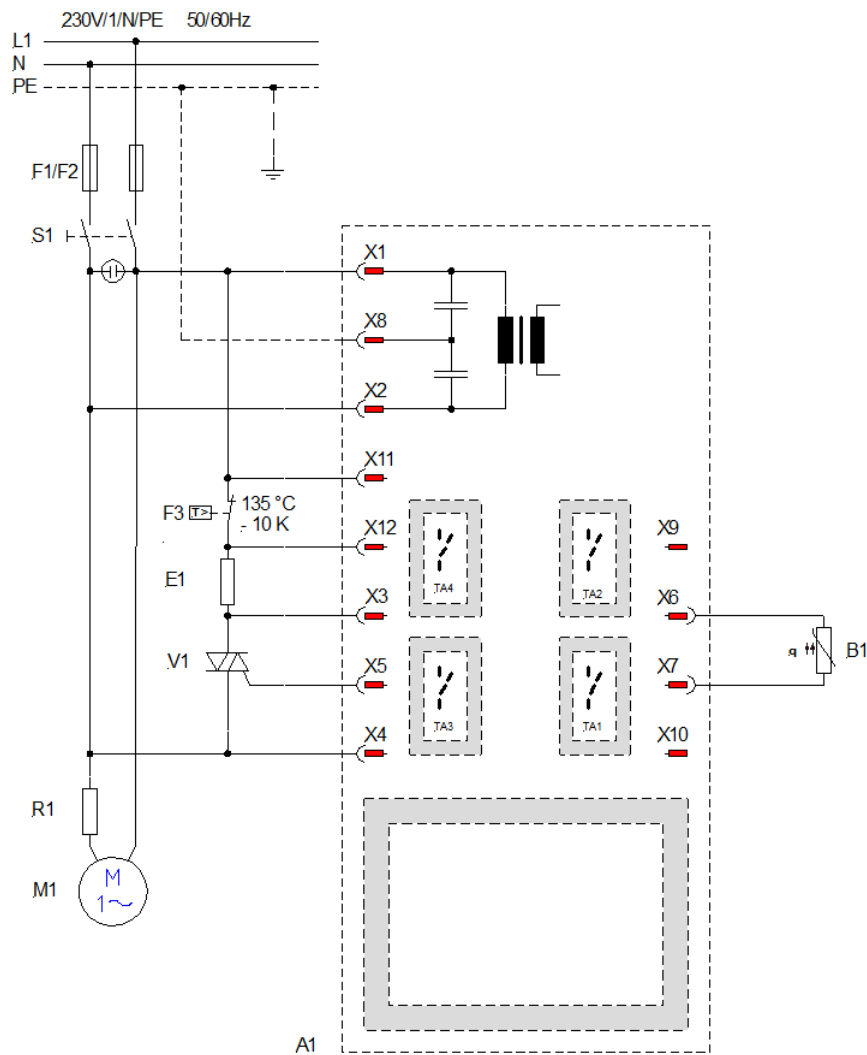 230V/1/N/PE 50/60Hz
L1
N
PE
F1/F2
S1
X1
X8
X2
X11
F3 T> 135 °C
- 10 K
X12
X9
E1
TA4
TA2
X3
X6
V1
q
B1
X5
X7
TA3
TA1
X4
X10
R1
M1
M
1~
A1